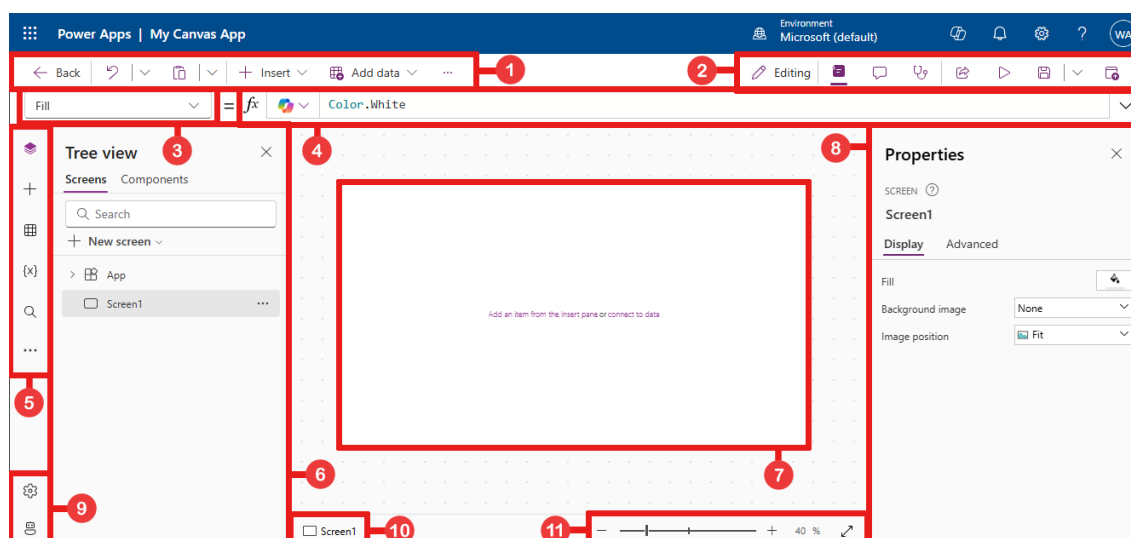 Power Apps | My Canvas App
Environment
Microsoft (default)
?
WA
Back
Insert
Add data
...
1
2
Editing
Fill
=
fx
Color.White
3
4
8
Tree view
Screens
Components
Search
New screen
{x}
App
Screen1
...
...
5
6
9
Add an item from the Insert pane or connect to data
7
Properties
SCREEN
?
Screen1
Display
Advanced
Fill
Background image
None
Image position
Fit
Screen1
10
11
40 %